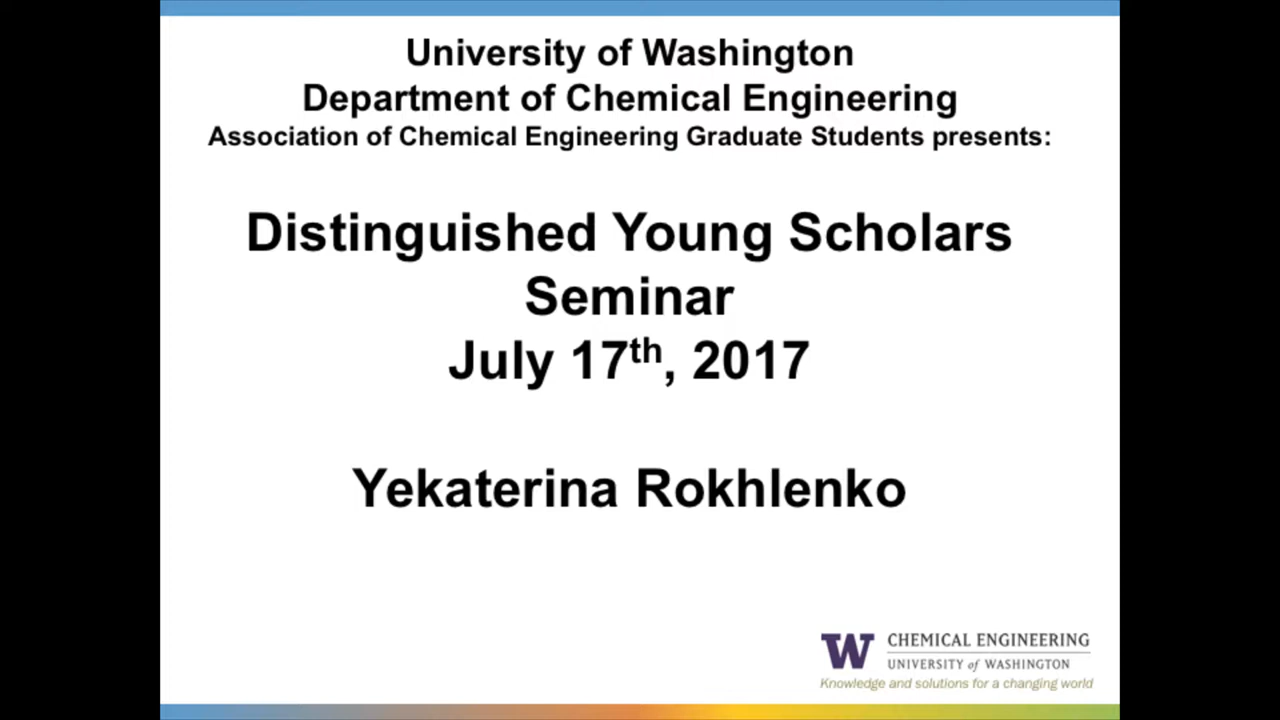 University of Washington
Department of Chemical Engineering
Association of Chemical Engineering Graduate Students presents:
Distinguished Young Scholars
Seminar
July 17th, 2017
Yekaterina Rokhlenko
W CHEMICAL ENGINEERING
UNIVERSITY of WASHINGTON
Knowledge and solutions for a changing world